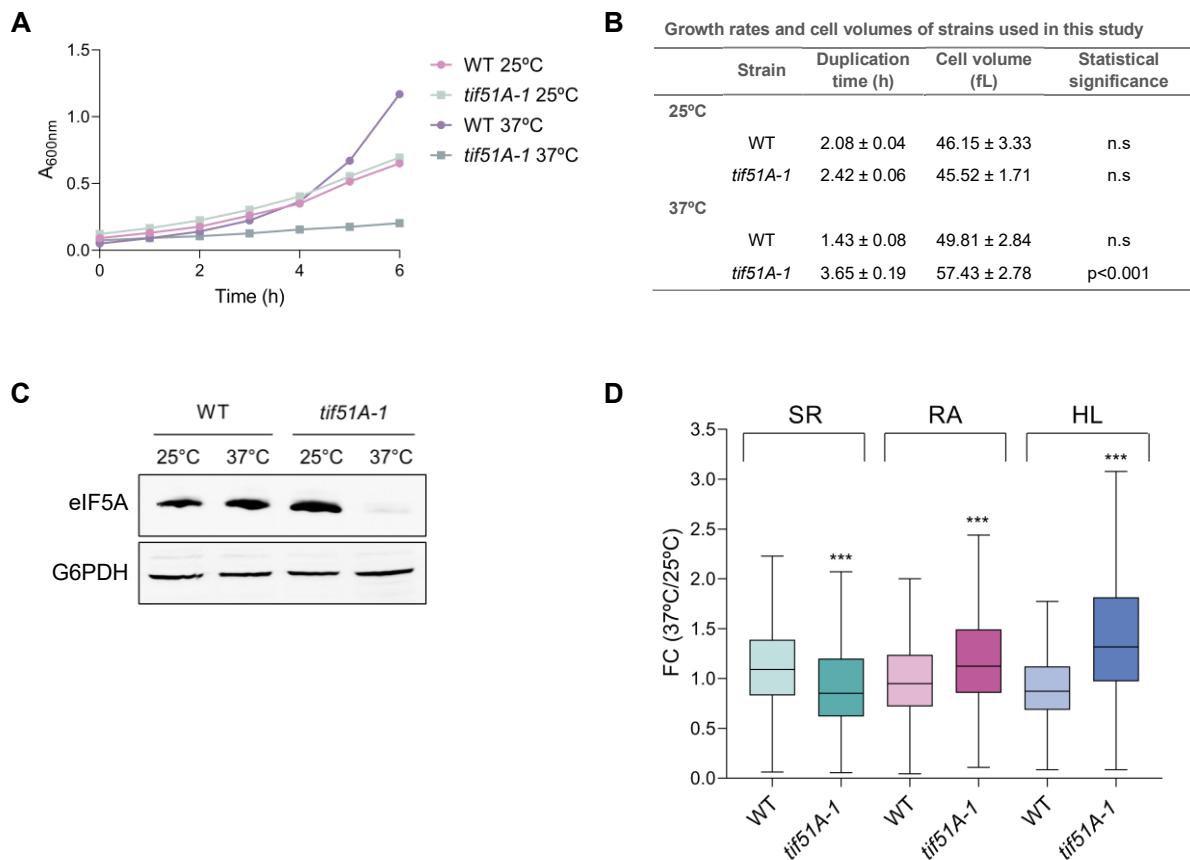 A
1.5
1.0
0.5
0.0
A600nm
0
2
4
6
Time (h)
WT 25ºC
tif51A-1 25ºC
WT 37ºC
tif51A-1 37ºC
B
Growth rates and cell volumes of strains used in this study
Strain Duplication time (h) Cell volume (fL) Statistical significance
25ºC
WT 2.08 ± 0.04 46.15 ± 3.33 n.s
tif51A-1 2.42 ± 0.06 45.52 ± 1.71 n.s
37ºC
WT 1.43 ± 0.08 49.81 ± 2.84 n.s
tif51A-1 3.65 ± 0.19 57.43 ± 2.78 p<0.001
C
WT tif51A-1
25°C 37°C 25°C 37°C
eIF5A
G6PDH
D
SR RA HL
3.5
3.0
2.5
2.0
1.5
1.0
0.5
0.0
FC (37ºC/25ºC)
***
***
***
WT
tif51A-1
WT
tif51A-1
WT
tif51A-1